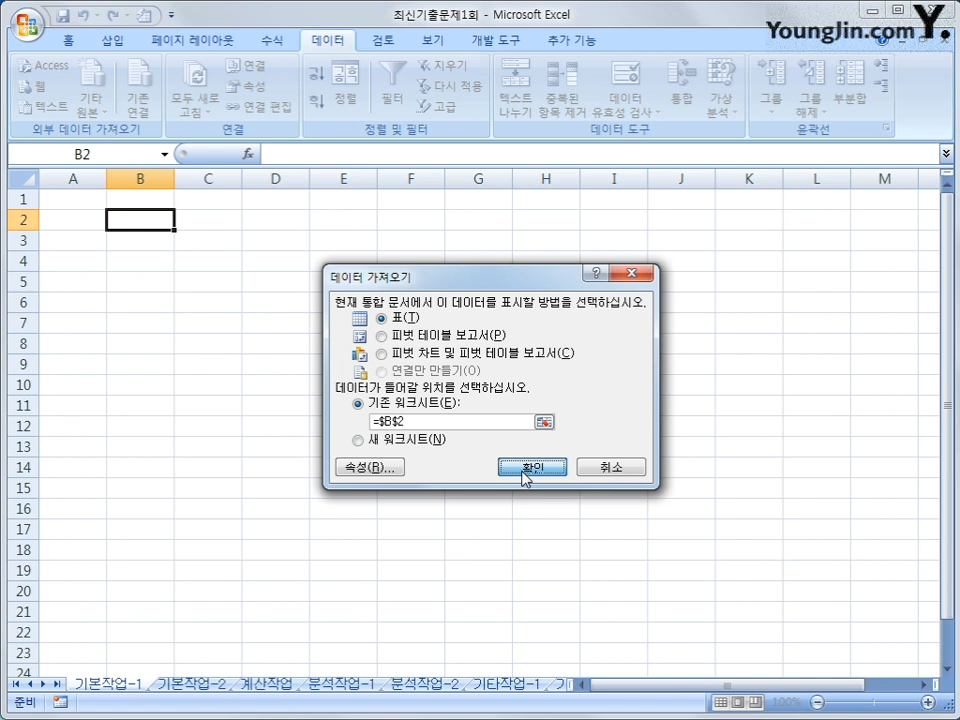 최신기출문제1회 - Microsoft Excel
YoungJin.com Y.
홈 삽입 페이지 레이아웃 수식 데이터 검토 보기 개발 도구 추가 기능
Access
웹
텍스트
기타 원본
기존 연결
외부 데이터 가져오기
모두 새로 고침
연결
속성
연결 편집
연결
정렬
필터
지우기
다시 적용
고급
정렬 및 필터
텍스트 나누기
중복된 항목 제거
데이터 유효성 검사
통합
가상 분석
데이터 도구
그룹
그룹 해제
부분합
윤곽선
B2 fx
A B C D E F G H I J K L M
1
2
3
4
5
6
7
8
9
10
11
12
13
14
15
16
17
18
19
20
21
22
23
24
데이터 가져오기
현재 통합 문서에서 이 데이터를 표시할 방법을 선택하십시오.
표(T)
피벗 테이블 보고서(P)
피벗 차트 및 피벗 테이블 보고서(C)
연결만 만들기(O)
데이터가 들어갈 위치를 선택하십시오.
기존 워크시트(E):
=$B$2
새 워크시트(N)
속성(R)... 확인 취소
기본작업-1 기본작업-2 계산작업 분석작업-1 분석작업-2 기타작업-1
준비 100%